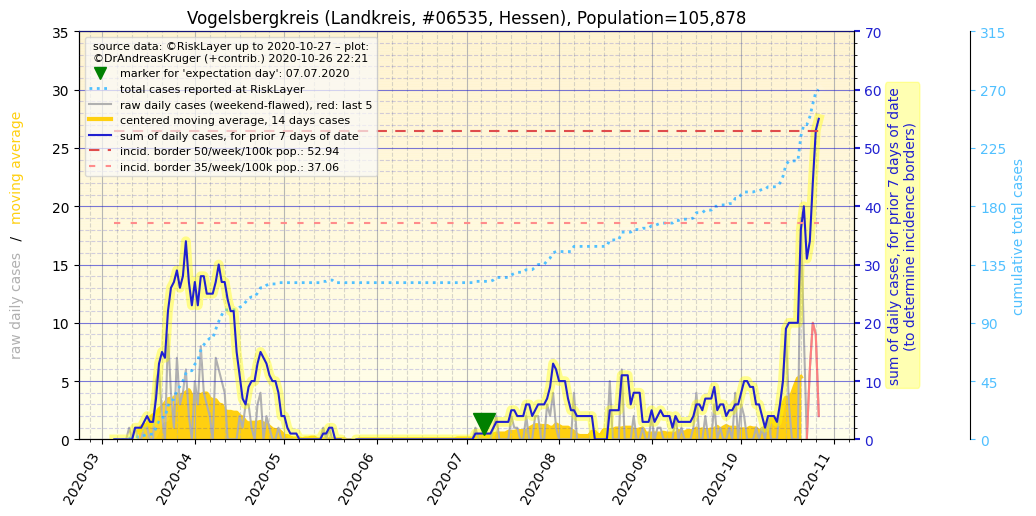 Vogelsbergkreis (Landkreis, #06535, Hessen), Population=105,878
source data: ©RiskLayer up to 2020-10-27 – plot:
©DrAndreasKruger (+contrib.) 2020-10-26 22:21
marker for 'expectation day': 07.07.2020
total cases reported at RiskLayer
raw daily cases (weekend-flawed), red: last 5
centered moving average, 14 days cases
sum of daily cases, for prior 7 days of date
incid. border 50/week/100k pop.: 52.94
incid. border 35/week/100k pop.: 37.06
raw daily cases / moving average
35
30
25
20
15
10
5
0
2020-03
2020-04
2020-05
2020-06
2020-07
2020-08
2020-09
2020-10
2020-11
70
60
50
40
30
20
10
0
sum of daily cases, for prior 7 days of date
(to determine incidence borders)
315
270
225
180
135
90
45
0
cumulative total cases